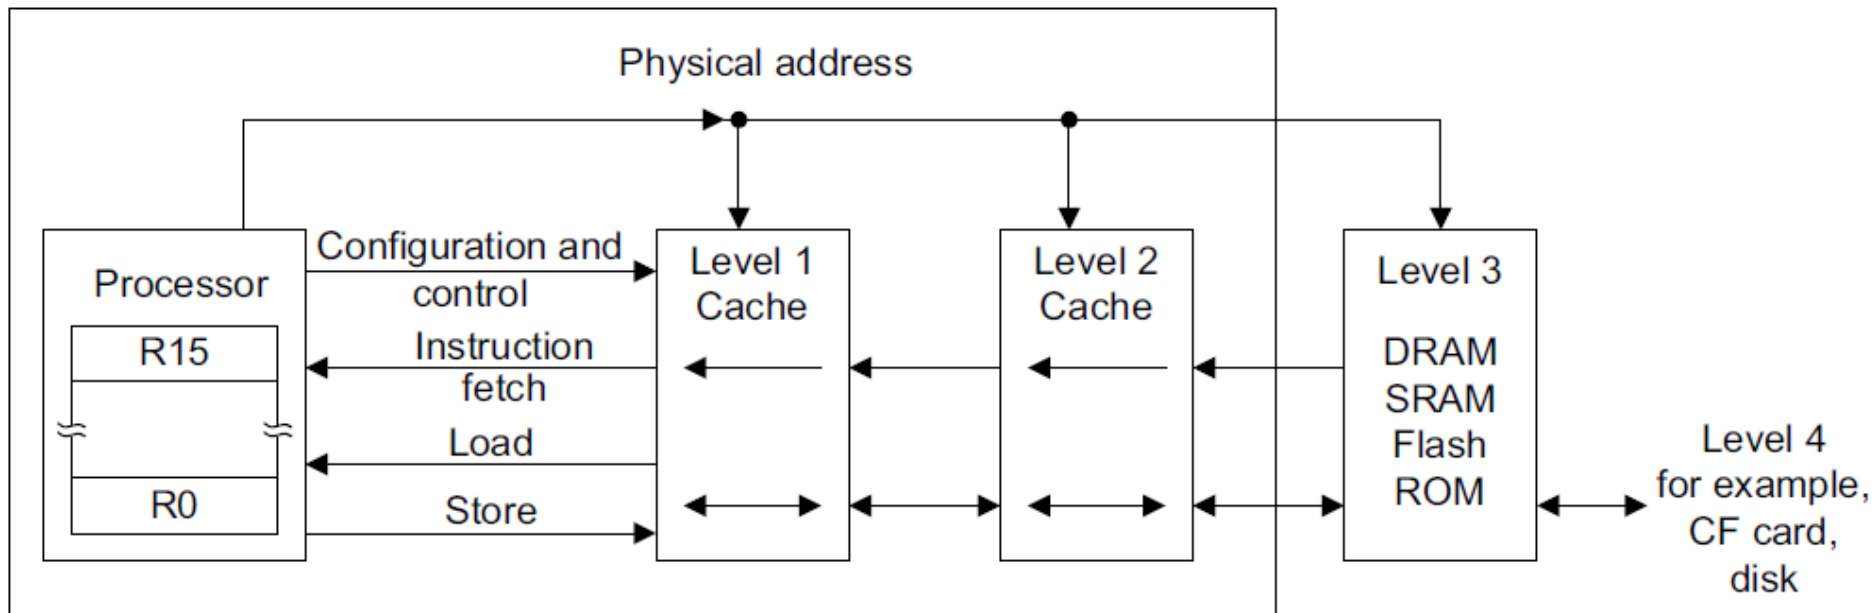 Physical address
Processor
R15
R0
Configuration and
control
Instruction
fetch
Load
Store
Level 1
Cache
Level 2
Cache
Level 3
DRAM
SRAM
Flash
ROM
Level 4
for example,
CF card,
disk